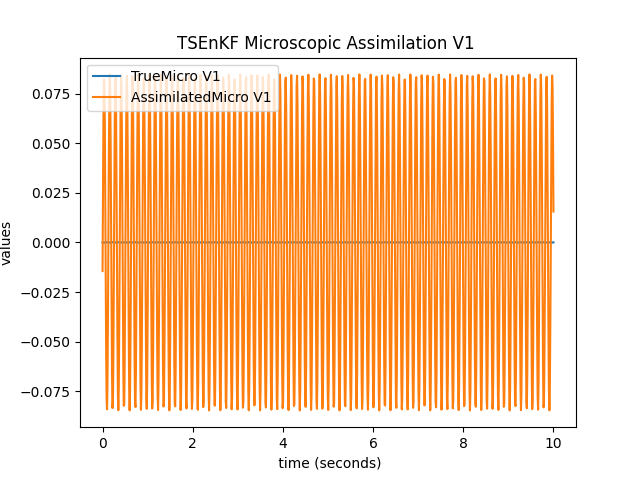 TSEnKF Microscopic Assimilation V1
TrueMicro V1
AssimilatedMicro V1
values
0.075
0.050
0.025
0.000
−0.025
−0.050
−0.075
0 2 4 6 8 10
time (seconds)